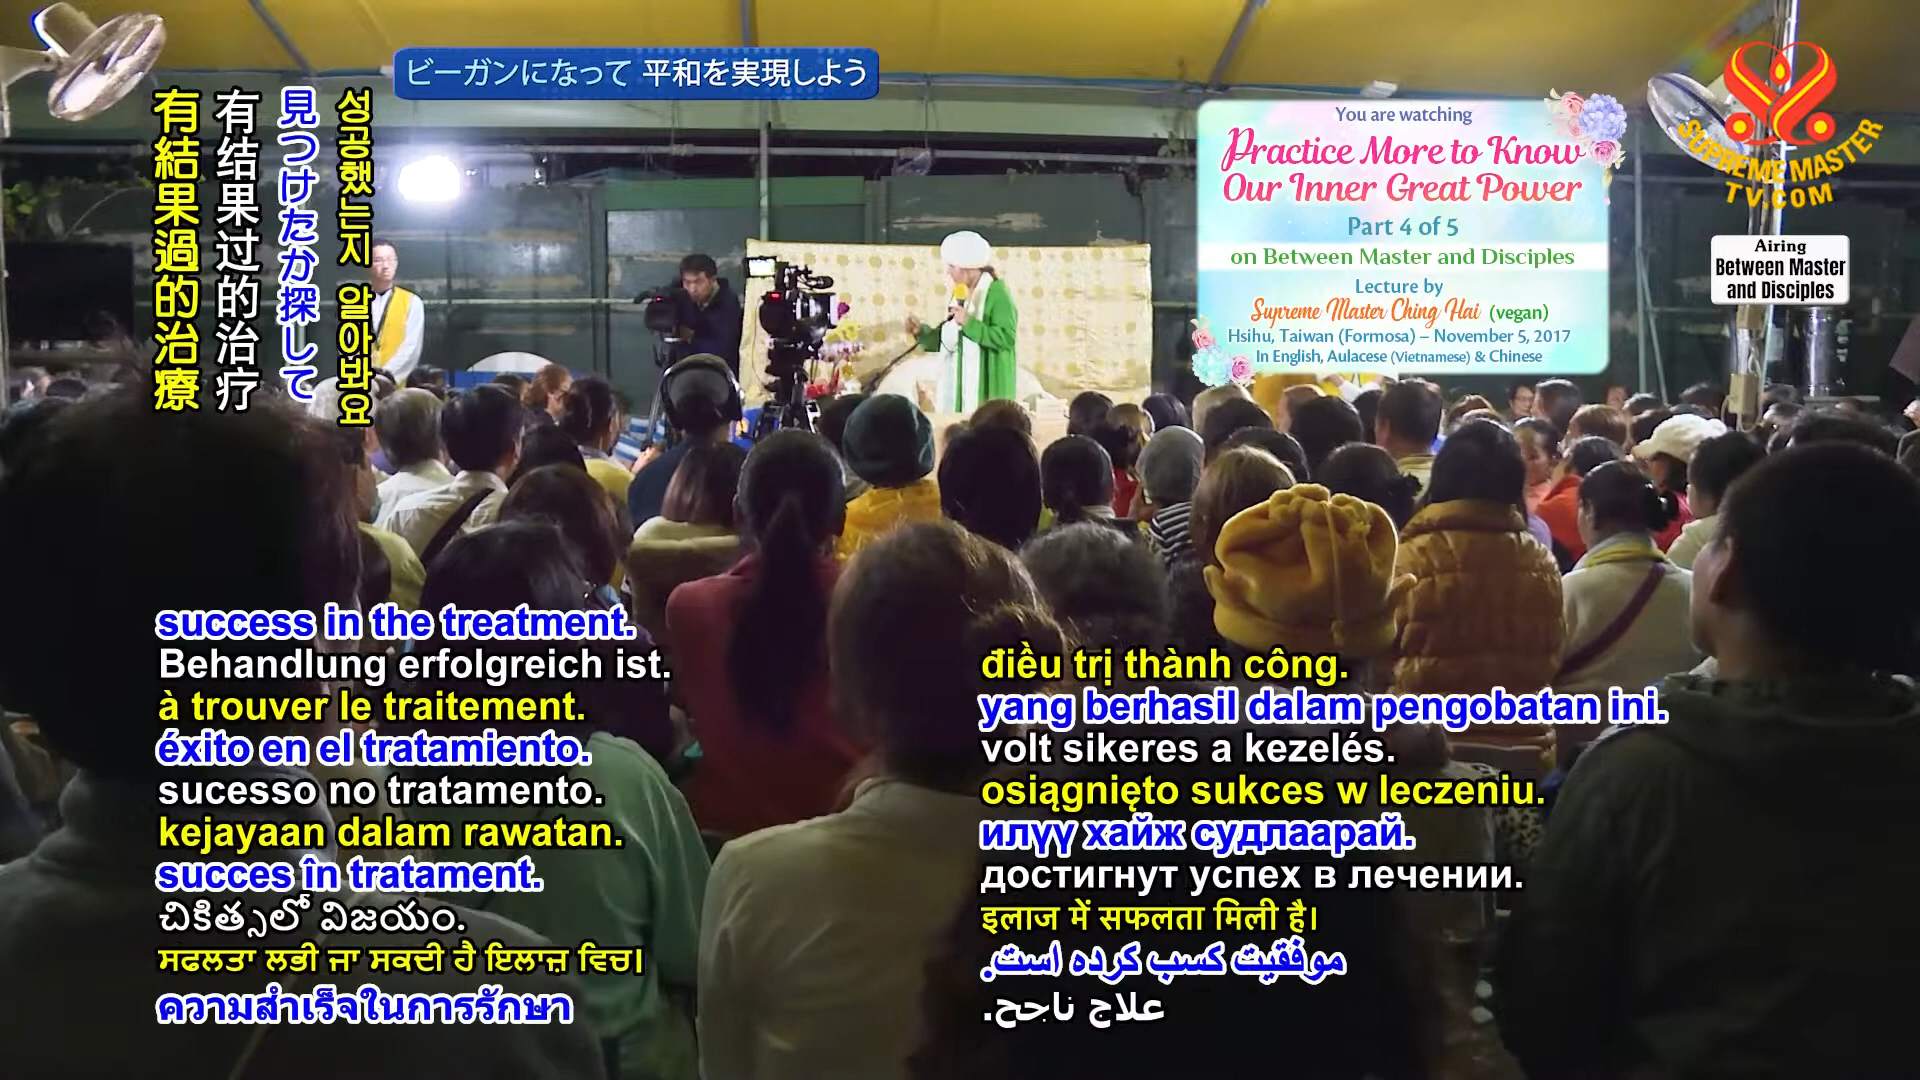 ビーガンになって 平和を実現しよう
有結果過的治療
有结果过的治疗
見つけたか探して
성공했는지 알아봐요
You are watching
Practice More to Know
Our Inner Great Power
Part 4 of 5
on Between Master and Disciples
Lecture by
Supreme Master Ching Hai (vegan)
Hsihu, Taiwan (Formosa) – November 5, 2017
In English, Aulacese (Vietnamese) & Chinese
SUPREME MASTER
TV.COM
Airing
Between Master
and Disciples
success in the treatment.
Behandlung erfolgreich ist.
à trouver le traitement.
éxito en el tratamiento.
sucesso no tratamento.
kejayaan dalam rawatan.
succes în tratament.
చికిత్సలో విజయం.
ਸਫਲਤਾ ਲਭੀ ਜਾ ਸਕਦੀ ਹੈ ਇਲਾਜ਼ ਵਿਚ।
ความสำเร็จในการรักษา
điều trị thành công.
yang berhasil dalam pengobatan ini.
volt sikeres a kezelés.
osiągnięto sukces w leczeniu.
илүү хайж судлаарай.
достигнут успех в лечении.
इलाज में सफलता मिली है।
موفقیت کسب کرده است.
علاج ناجح.